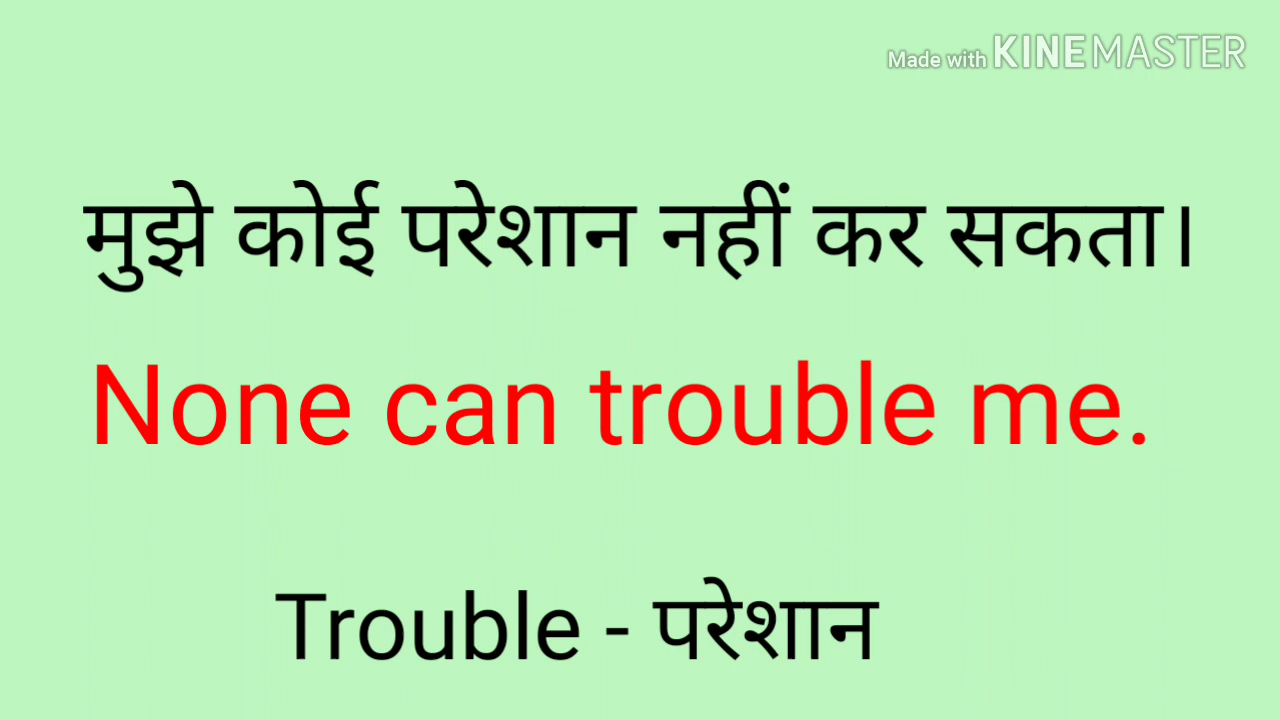 Made with KINEMASTER
मुझे कोई परेशान नहीं कर सकता।
None can trouble me.
Trouble - परेशान